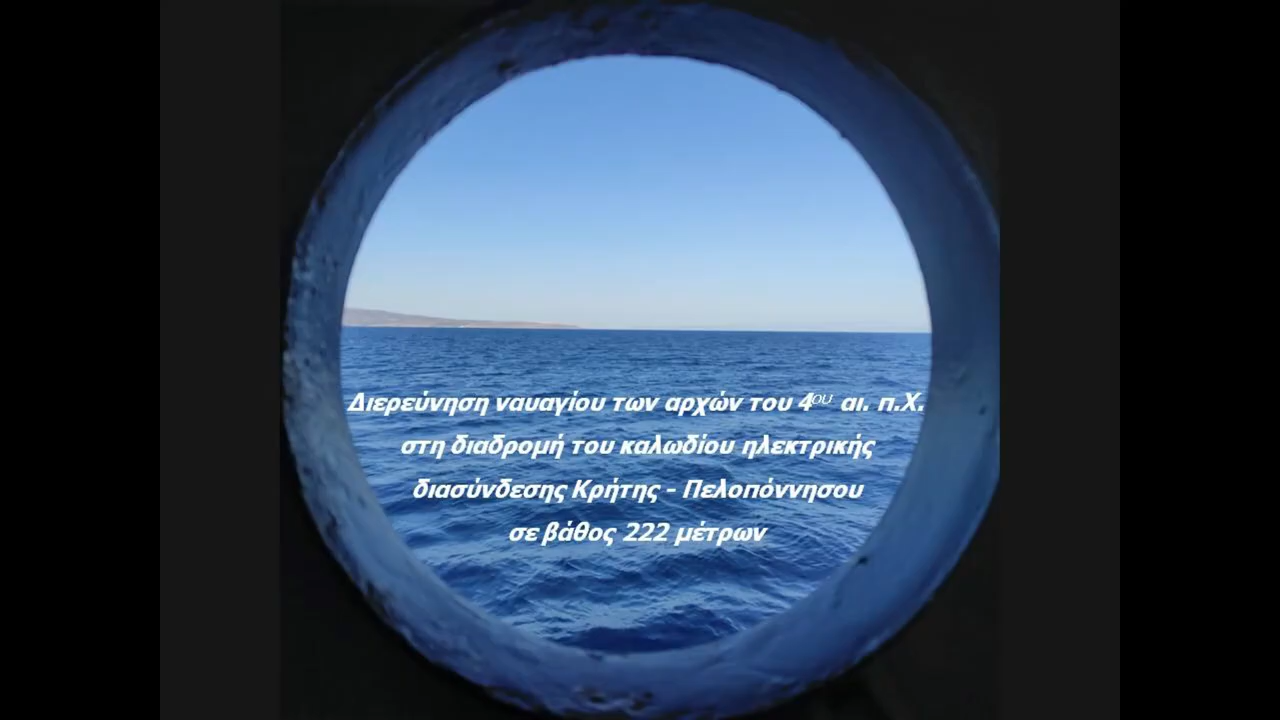 Διερεύνηση ναυαγίου των αρχών του 4ου αι. π.Χ.
στη διαδρομή του καλωδίου ηλεκτρικής
διασύνδεσης Κρήτης - Πελοπόννησου
σε βάθος 222 μέτρων